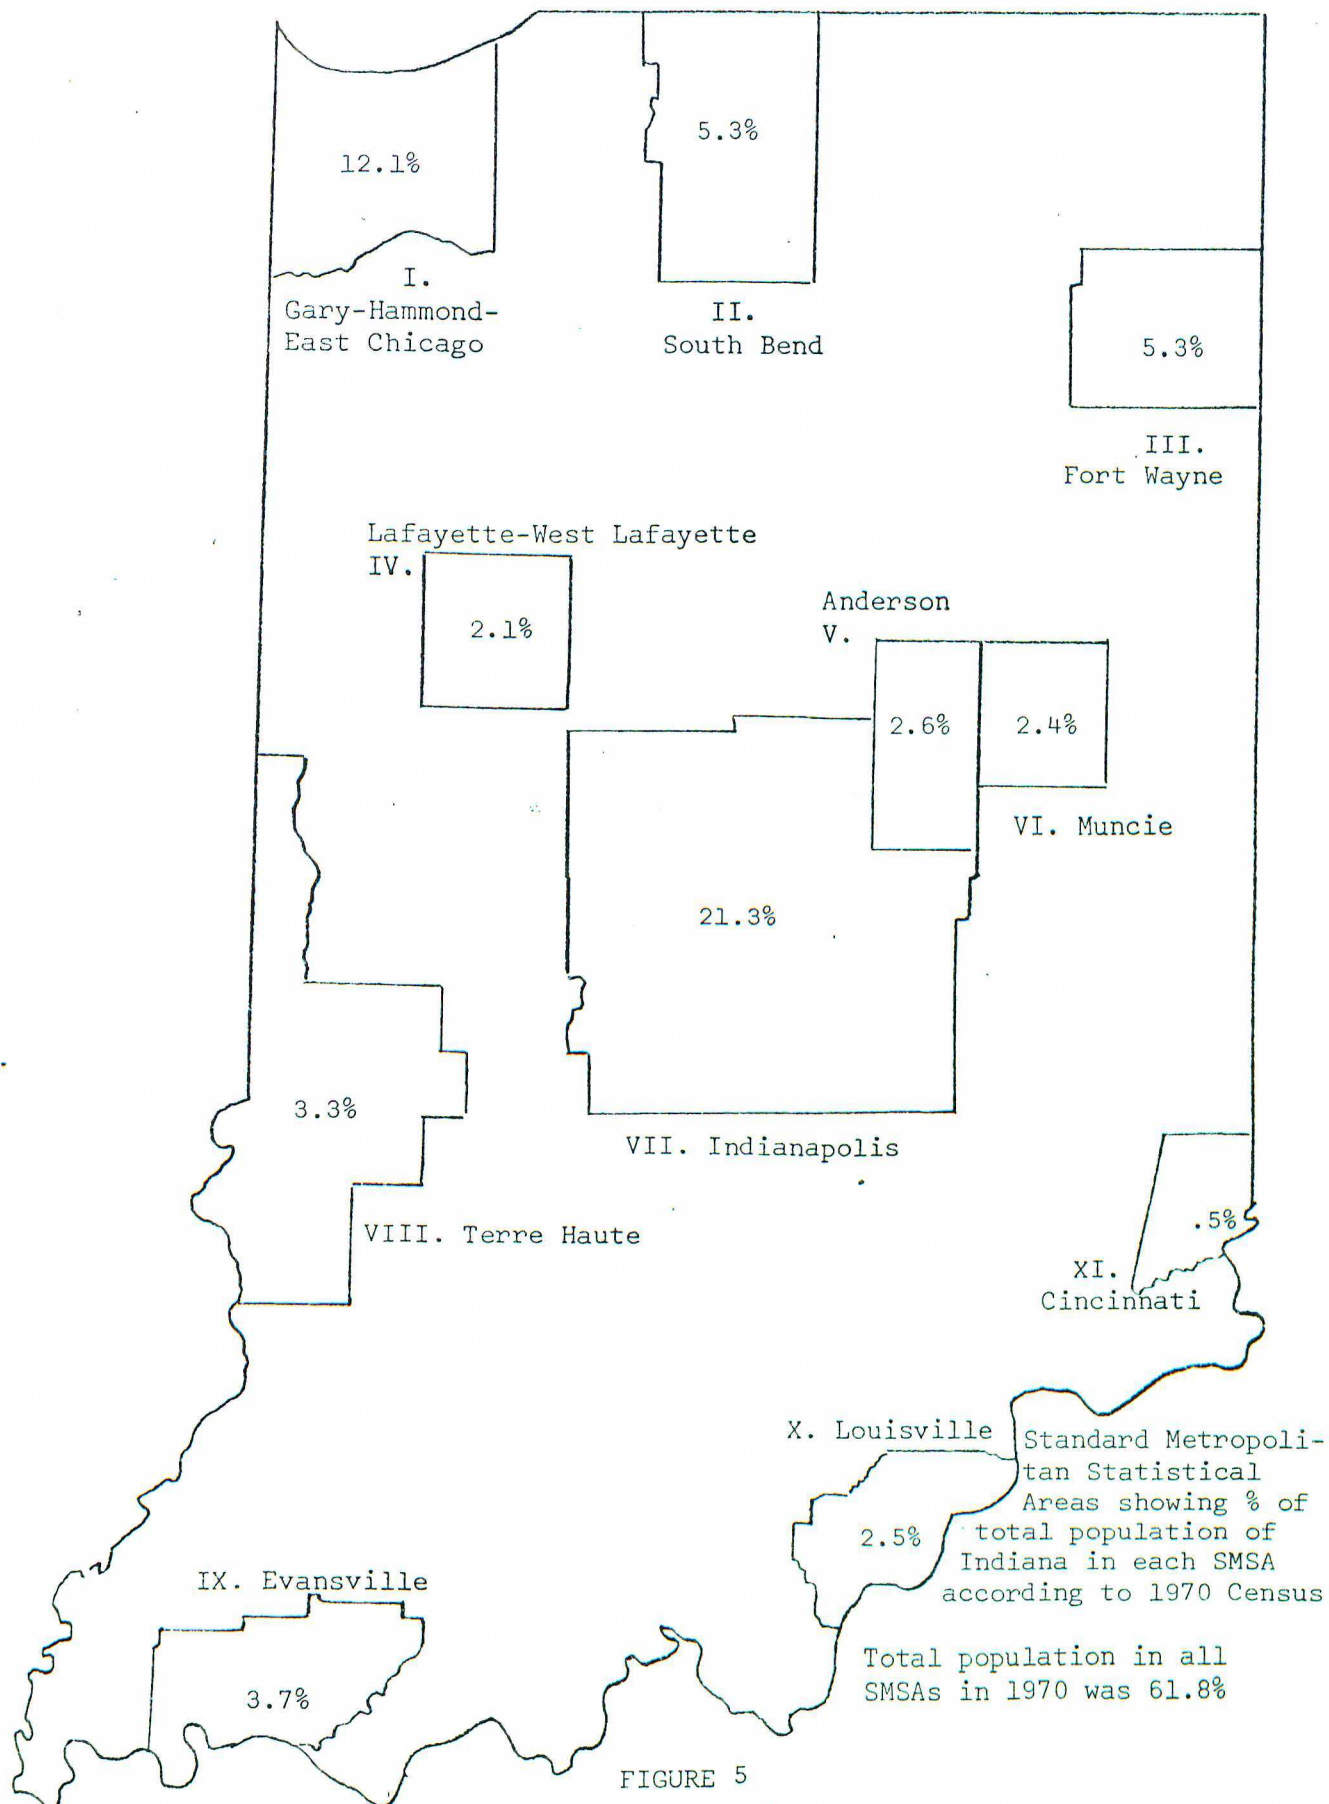 12.1%
I.
Gary-Hammond-
East Chicago
5.3%
II.
South Bend
5.3%
III.
Fort Wayne
Lafayette-West Lafayette
IV.
2.1%
Anderson
V.
2.6%
2.4%
VI. Muncie
21.3%
VII. Indianapolis
3.3%
VIII. Terre Haute
.5%
XI.
Cincinnati
X. Louisville
2.5%
Standard Metropoli-
tan Statistical
Areas showing % of
total population of
Indiana in each SMSA
according to 1970 Census
IX. Evansville
3.7%
Total population in all
SMSAs in 1970 was 61.8%
FIGURE 5